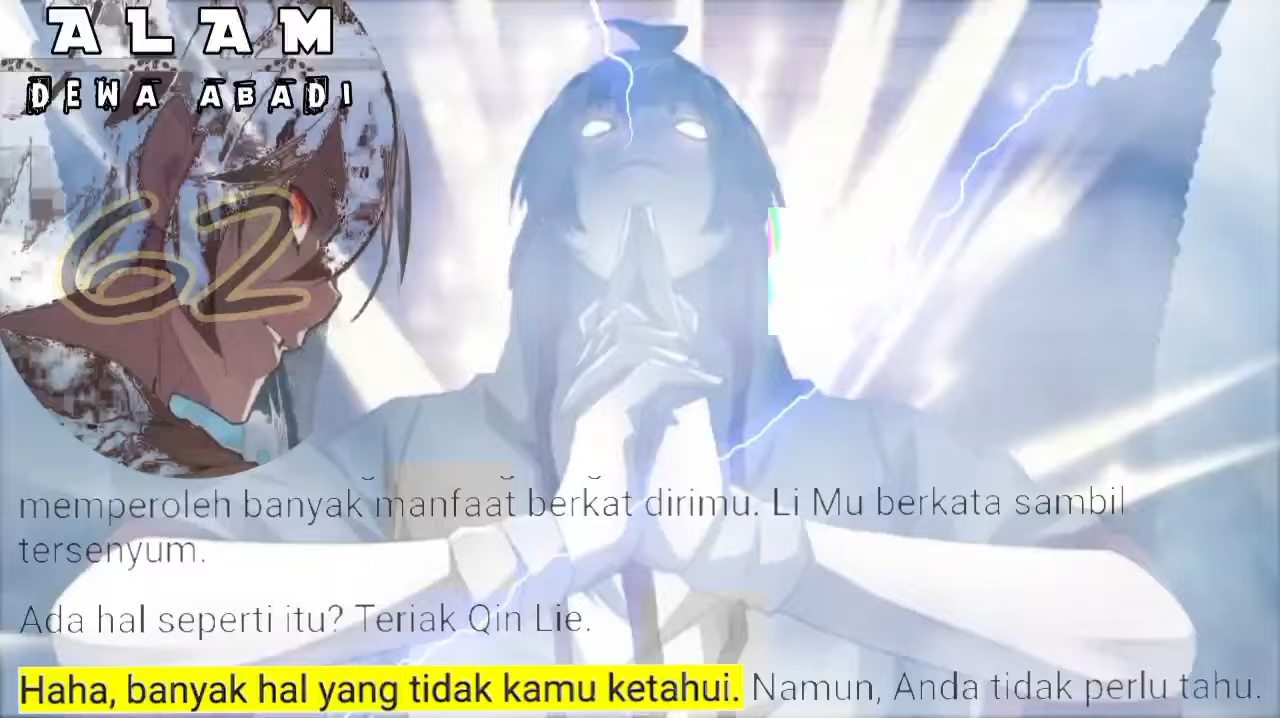 ALAM
DEWA ABADI
62
memperoleh banyak manfaat berkat dirimu. Li Mu berkata sambil
tersenyum.
Ada hal seperti itu? Teriak Qin Lie.
Haha, banyak hal yang tidak kamu ketahui. Namun, Anda tidak perlu tahu.